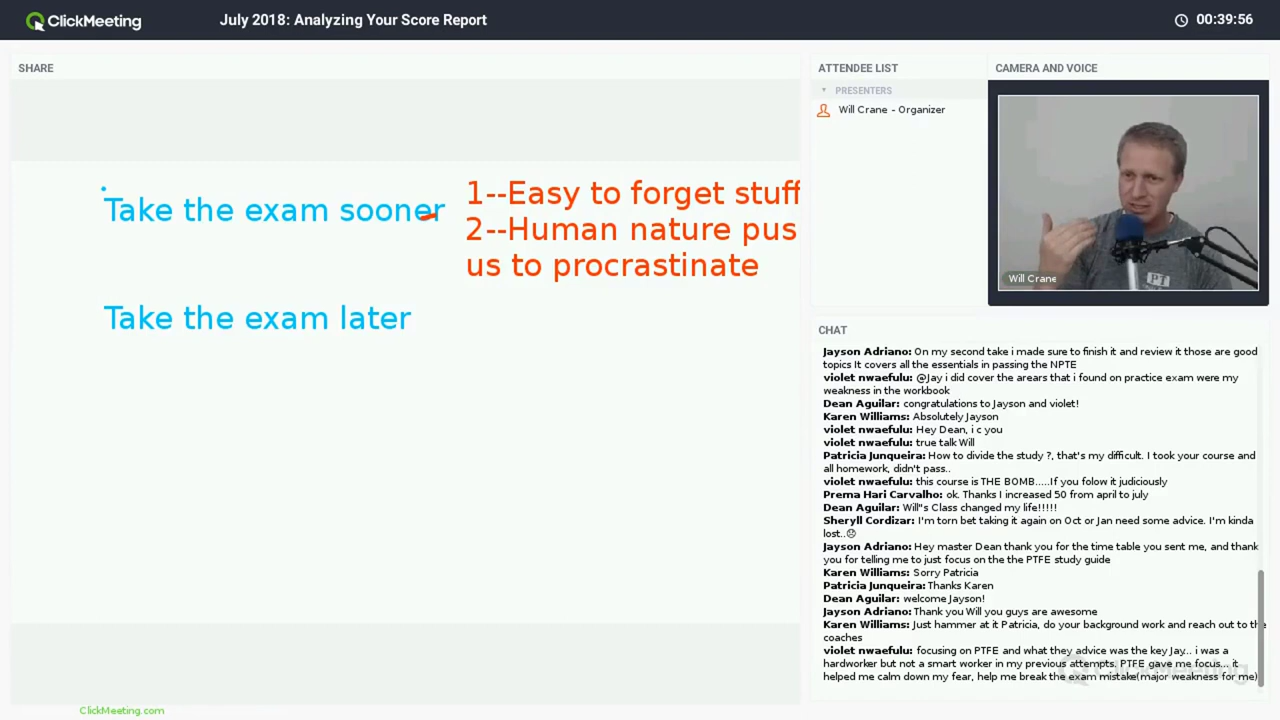 ClickMeeting
July 2018: Analyzing Your Score Report
00:39:56
SHARE
Take the exam sooner
Take the exam later
1--Easy to forget stuff
2--Human nature pus
us to procrastinate
ClickMeeting.com
ATTENDEE LIST
PRESENTERS
Will Crane - Organizer
CAMERA AND VOICE
PT
Will Crane
CHAT
Jayson Adriano: On my second take i made sure to finish it and review it those are good
topics It covers all the essentials in passing the NPTE
violet nwaefulu: @Jay i did cover the arears that i found on practice exam were my
weakness in the workbook
Dean Aguilar: congratulations to Jayson and violet!
Karen Williams: Absolutely Jayson
violet nwaefulu: Hey Dean, i c you
violet nwaefulu: true talk Will
Patricia Junqueira: How to divide the study ?, that's my difficult. I took your course and
all homework, didn't pass..
violet nwaefulu: this course is THE BOMB.....If you folow it judiciously
Prema Hari Carvalho: ok. Thanks I increased 50 from april to july
Dean Aguilar: Will"s Class changed my life!!!!!
Sheryll Cordizar: I'm torn bet taking it again on Oct or Jan need some advice. I'm kinda
lost..😞
Jayson Adriano: Hey master Dean thank you for the time table you sent me, and thank
you for telling me to just focus on the the PTFE study guide
Karen Williams: Sorry Patricia
Patricia Junqueira: Thanks Karen
Dean Aguilar: welcome Jayson!
Jayson Adriano: Thank you Will you guys are awesome
Karen Williams: Just hammer at it Patricia, do your background work and reach out to the
coaches
violet nwaefulu: focusing on PTFE and what they advice was the key Jay... i was a
hardworker but not a smart worker in my previous attempts. PTFE gave me focus... it
helped me calm down my fear, help me break the exam mistake(major weakness for me)
ClickMeeting